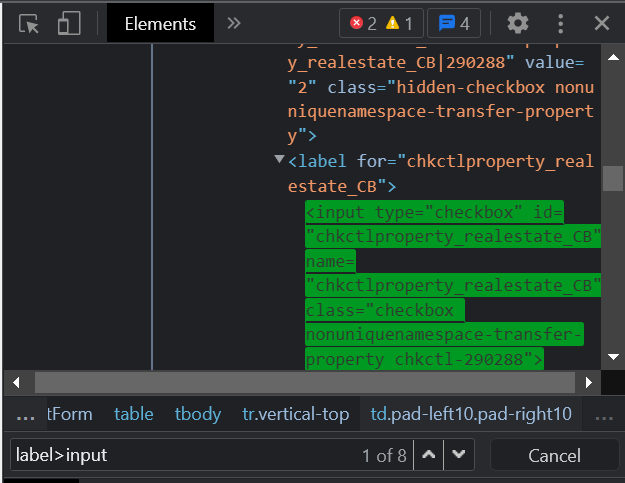 Elements
2 1 4
y_realestate_CB|290288" value=
"2" class="hidden-checkbox nonu
niquenamespace-transfer-propert
y">
<label for="chkctlproperty_real
estate_CB">
<input type="checkbox" id=
"chkctlproperty_realestate_CB"
name=
"chkctlproperty_realestate_CB"
class="checkbox
nonuniquenamespace-transfer-
property chkctl-290288">
... tForm table tbody tr.vertical-top td.pad-left10.pad-right10 ...
label>input 1 of 8 Cancel